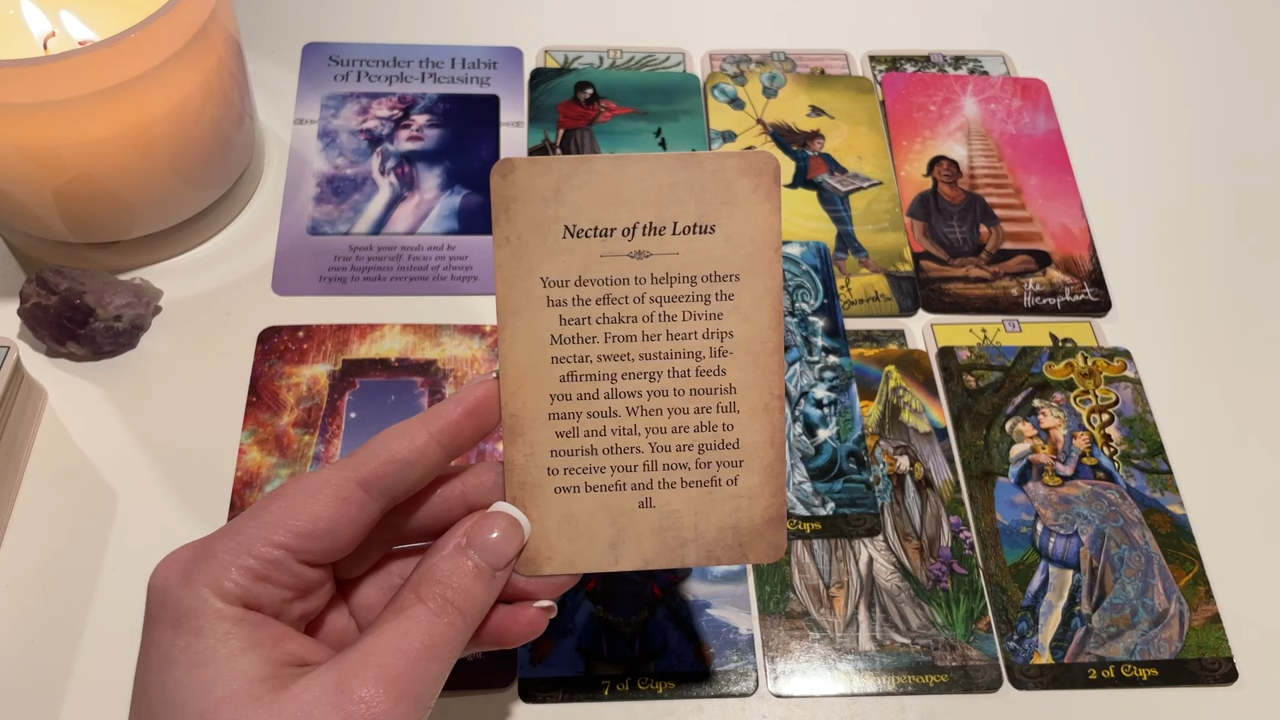 Surrender the Habit
of People-Pleasing
Speak your needs and be
true to yourself. Focus on your
own happiness instead of always
trying to make everyone else happy.
Nectar of the Lotus
Your devotion to helping others
has the effect of squeezing the
heart chakra of the Divine
Mother. From her heart drips
nectar, sweet, sustaining, life-
affirming energy that feeds
you and allows you to nourish
many souls. When you are full,
well and vital, you are able to
nourish others. You are guided
to receive your fill now, for your
own benefit and the benefit of
all.
of
Swords
the
Hierophant
Cups
7 of Cups
Temperance
2 of Cups